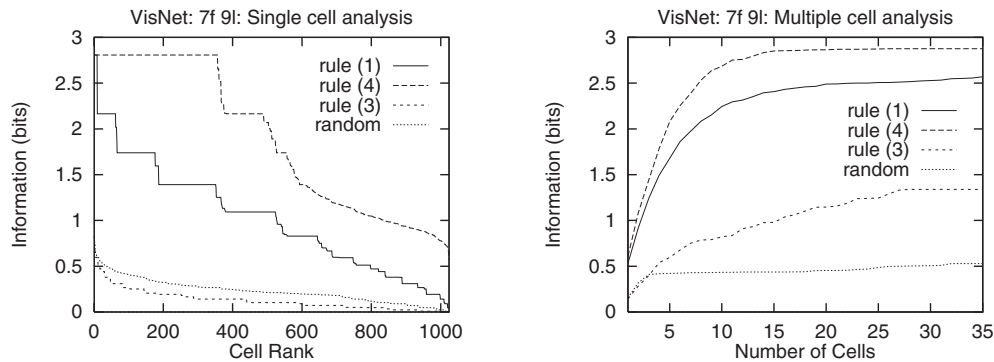 VisNet: 7f 9l: Single cell analysis
3
2.5
2
1.5
1
0.5
0
Information (bits)
rule (1)
rule (4)
rule (3)
random
0 200 400 600 800 1000
Cell Rank
VisNet: 7f 9l: Multiple cell analysis
3
2.5
2
1.5
1
0.5
0
Information (bits)
rule (1)
rule (4)
rule (3)
random
5 10 15 20 25 30 35
Number of Cells